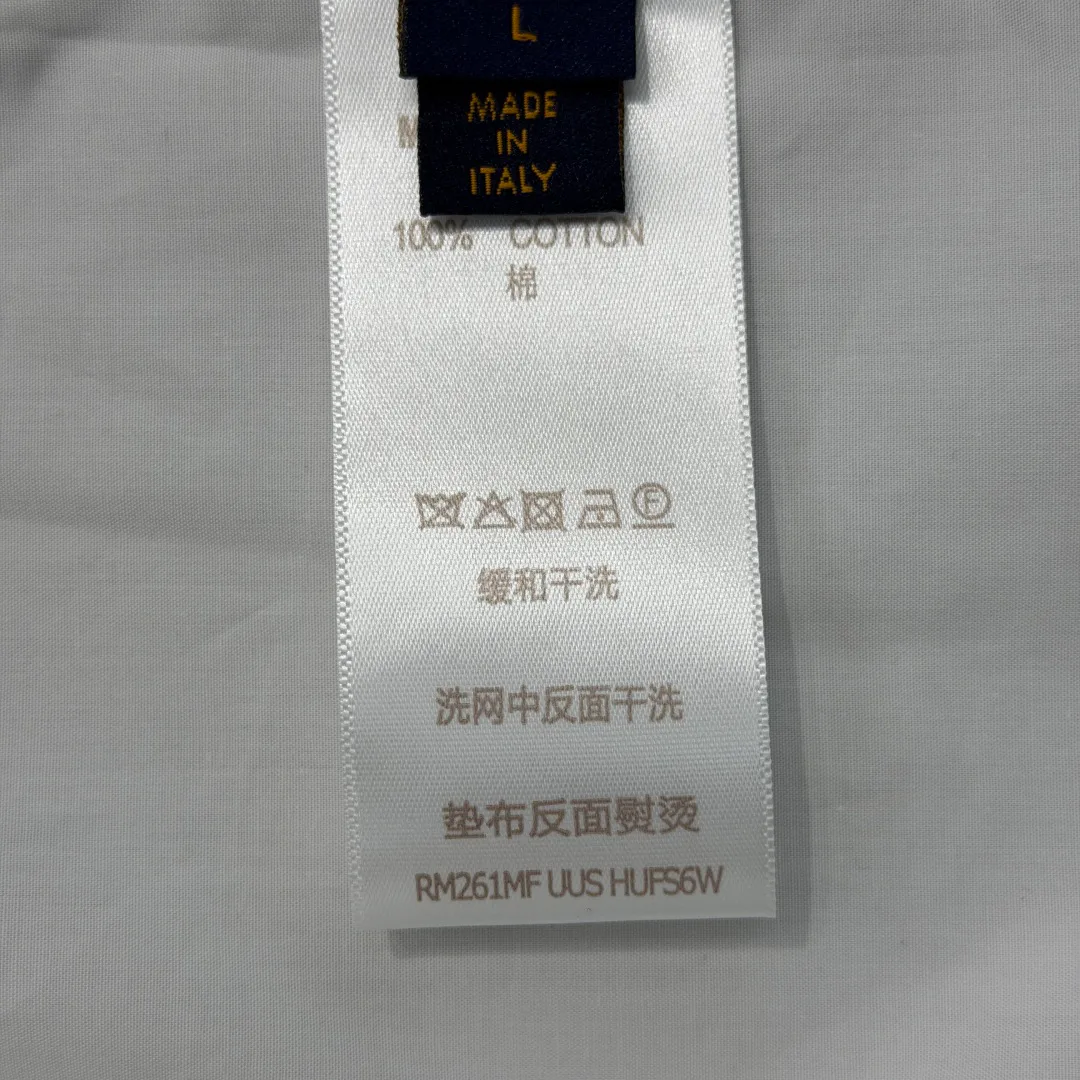 L
MADE
IN
ITALY
100% COTTON
棉
F
缓和干洗
洗网中反面干洗
垫布反面熨烫
RM261MF UUS HUFS6W